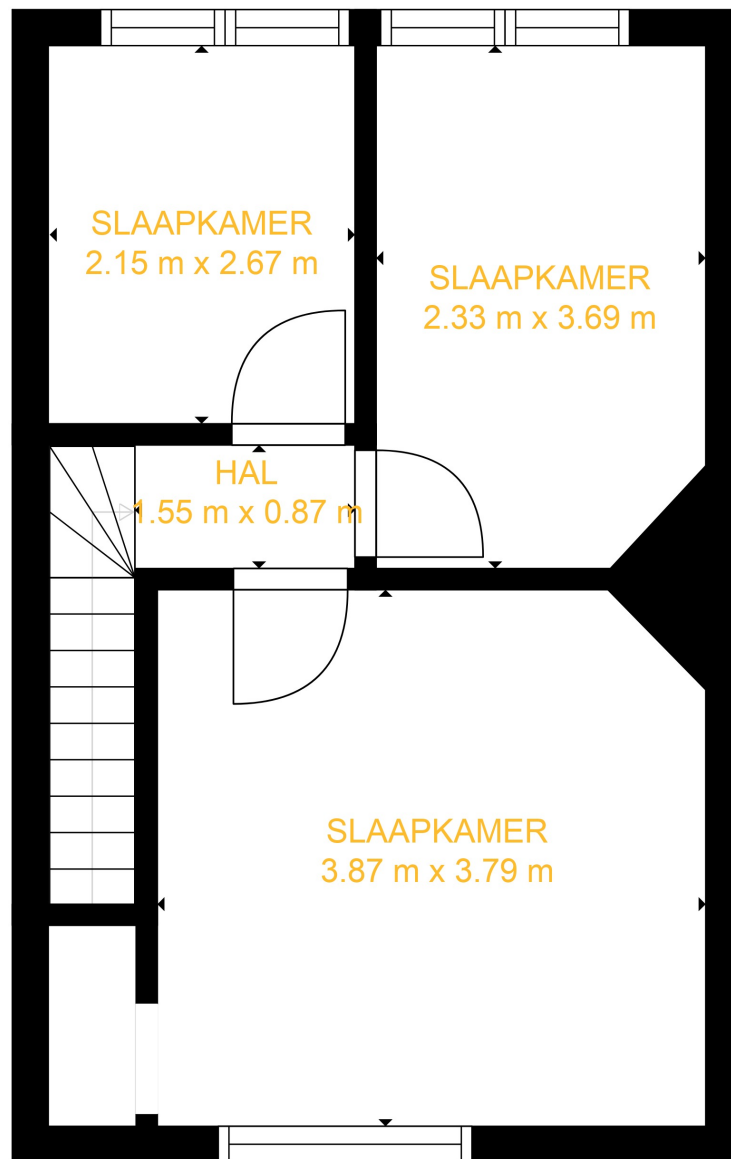 SLAAPKAMER
2.15 m x 2.67 m
SLAAPKAMER
2.33 m x 3.69 m
HAL
1.55 m x 0.87 m
SLAAPKAMER
3.87 m x 3.79 m